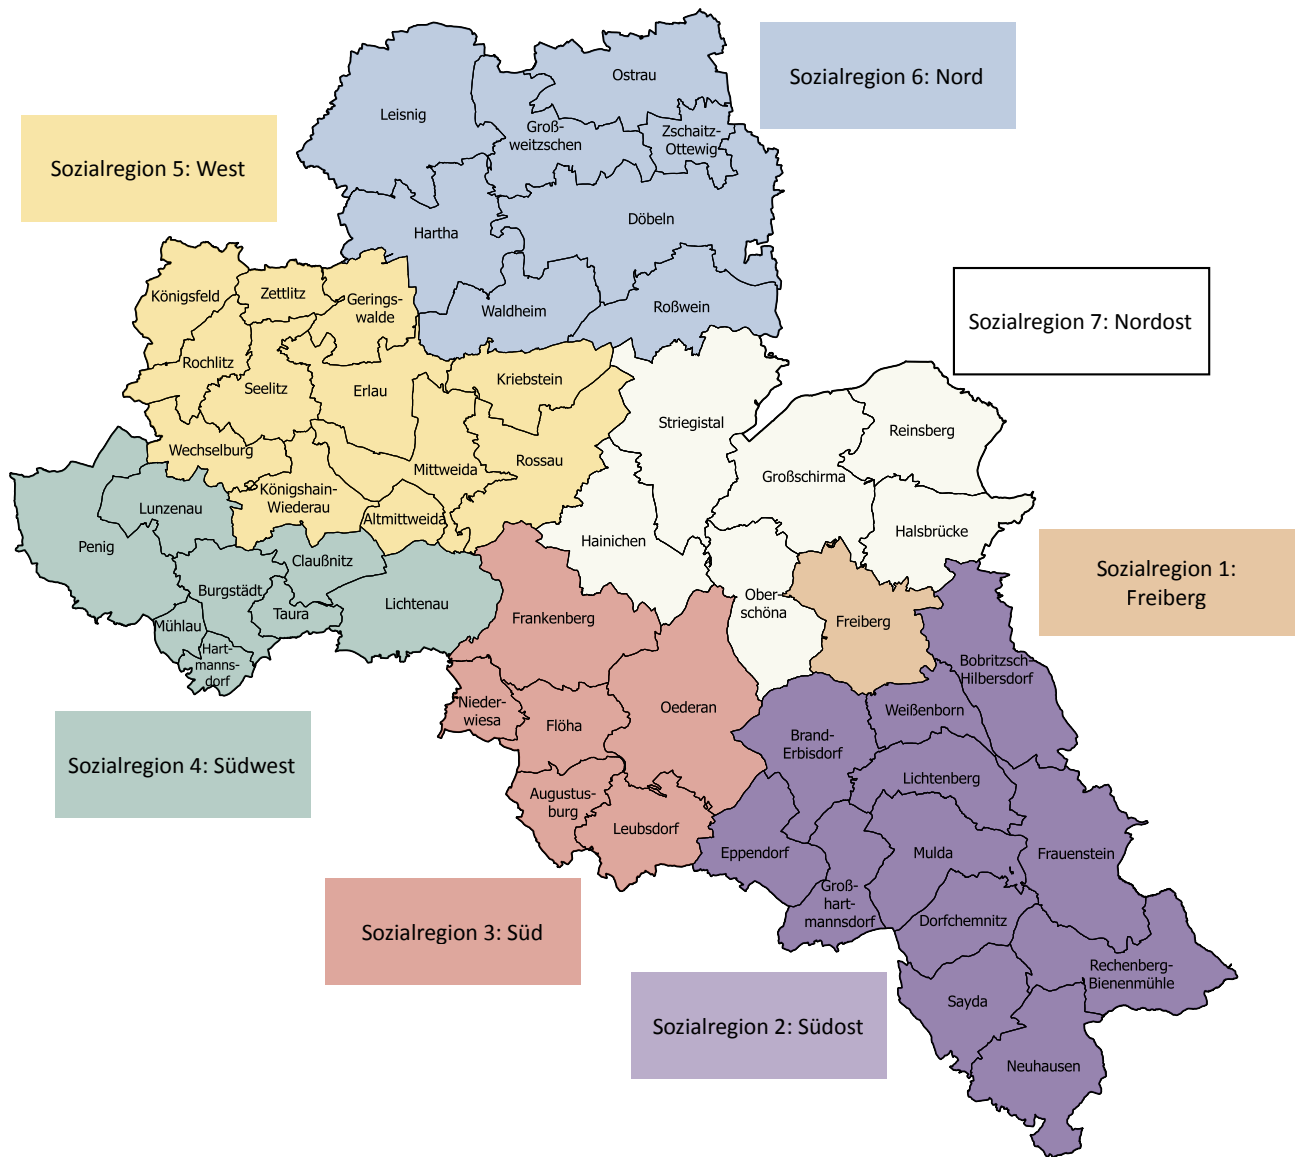 Sozialregion 6: Nord
Ostrau
Leisnig
Groß-
weitzschen
Zschaitz-
Ottewig
Sozialregion 5: West
Döbeln
Hartha
Königsfeld
Zettlitz
Gerings-
walde
Waldheim
Roßwein
Sozialregion 7: Nordost
Rochlitz
Seelitz
Erlau
Kriebstein
Striegistal
Reinsberg
Wechselburg
Mittweida
Rossau
Großschirma
Königshain-
Wiederau
Altmittweida
Lunzenau
Penig
Hainichen
Halsbrücke
Claußnitz
Burgstädt
Lichtenau
Taura
Mühlau
Hart-
manns-
dorf
Frankenberg
Ober-
schöna
Freiberg
Sozialregion 1:
Freiberg
Bobritzsch-
Hilbersdorf
Nieder-
wiesa
Flöha
Oederan
Weißenborn
Brand-
Erbisdorf
Sozialregion 4: Südwest
Lichtenberg
Augustus-
burg
Leubsdorf
Eppendorf
Mulda
Frauenstein
Groß-
hart-
mannsdorf
Dorfchemnitz
Sozialregion 3: Süd
Rechenberg-
Bienenmühle
Sayda
Sozialregion 2: Südost
Neuhausen